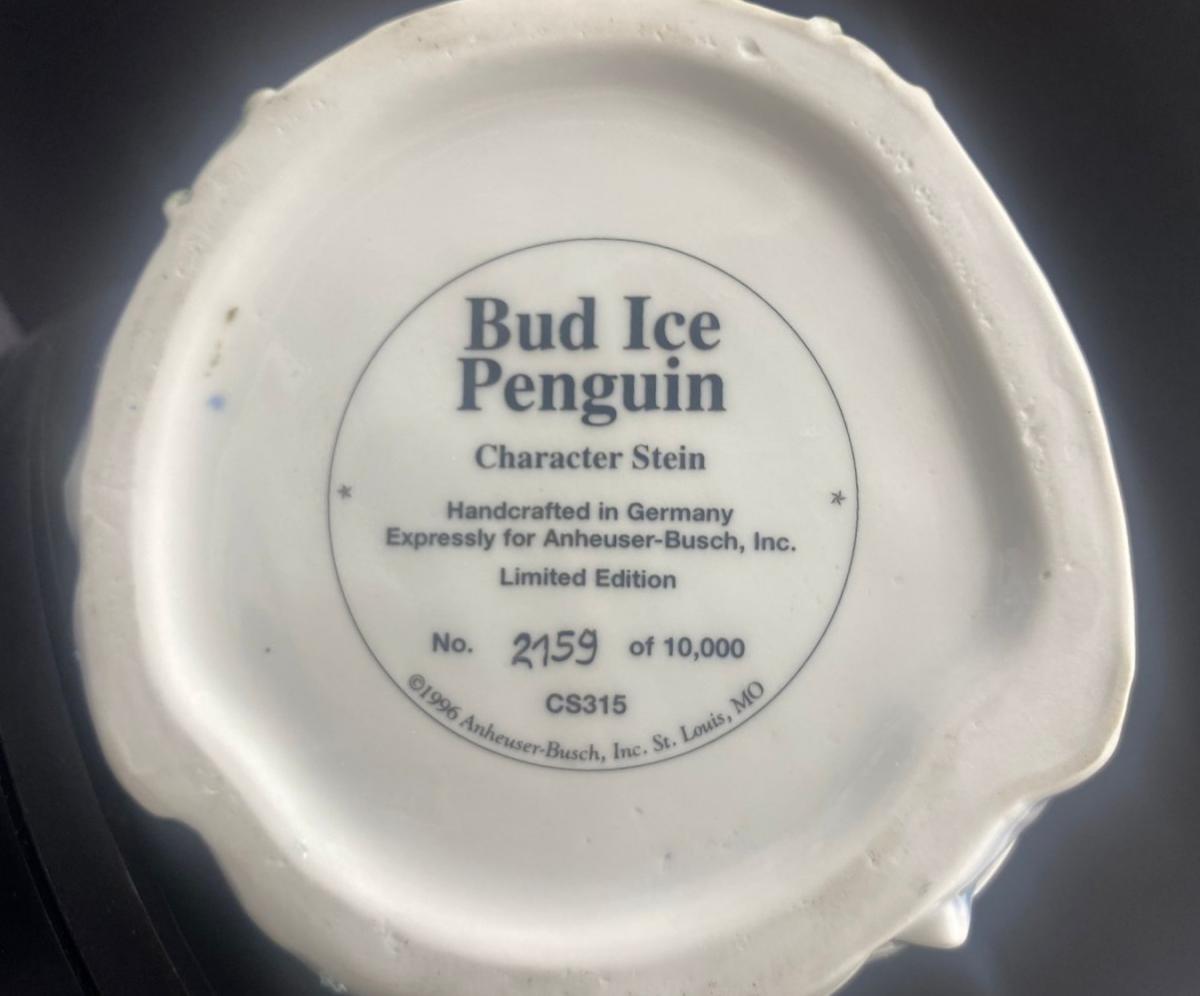 Bud Ice
Penguin
Character Stein
Handcrafted in Germany
Expressly for Anheuser-Busch, Inc.
Limited Edition
No. 2159 of 10,000
CS315
©1996 Anheuser-Busch, Inc. St. Louis, MO